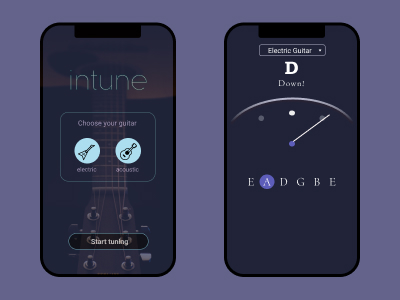 intune
Choose your guitar
electric acoustic
Start tuning
Electric Guitar
D
Down!
E A D G B E